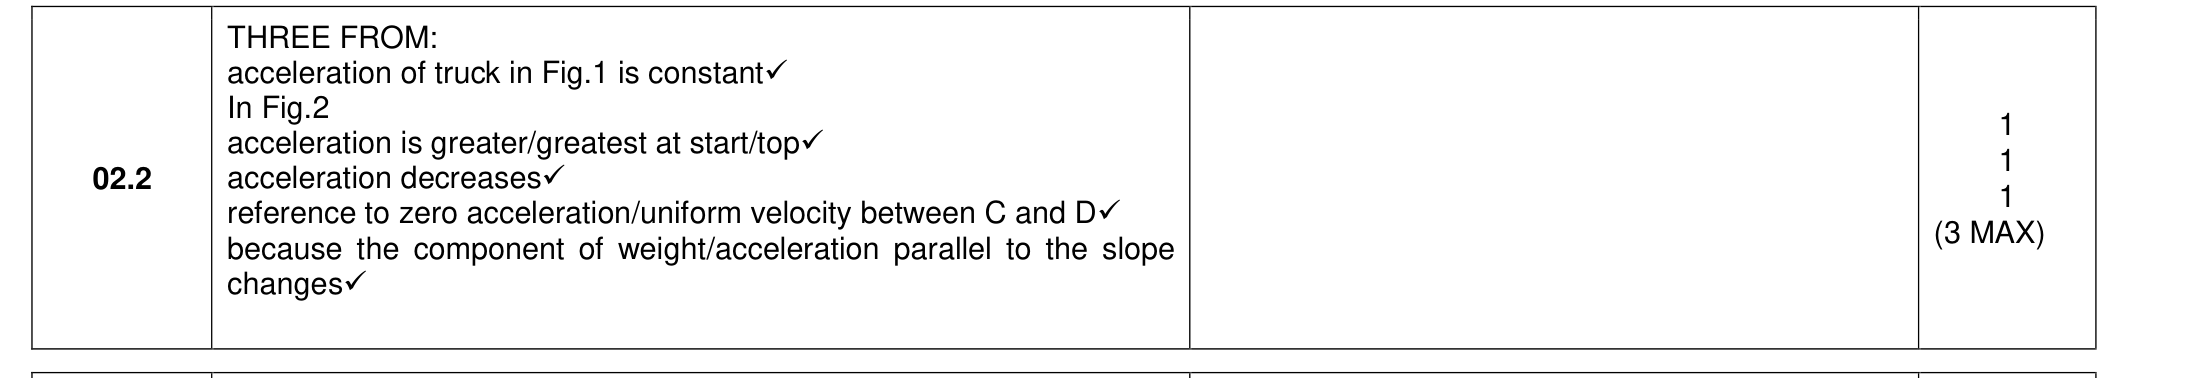 02.2
THREE FROM:
acceleration of truck in Fig.1 is constant✓
In Fig.2
acceleration is greater/greatest at start/top✓
acceleration decreases✓
reference to zero acceleration/uniform velocity between C and D✓
because the component of weight/acceleration parallel to the slope
changes✓
1
1
1
(3 MAX)